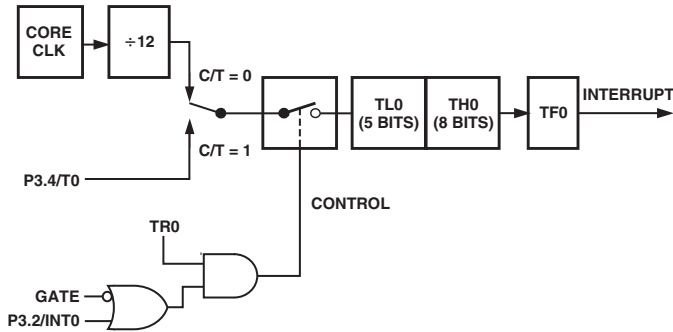 CORE
CLK
÷12
C/T = 0
C/T = 1
P3.4/T0
TL0
(5 BITS)
TH0
(8 BITS)
TF0
INTERRUPT
CONTROL
TR0
GATE
P3.2/INT0